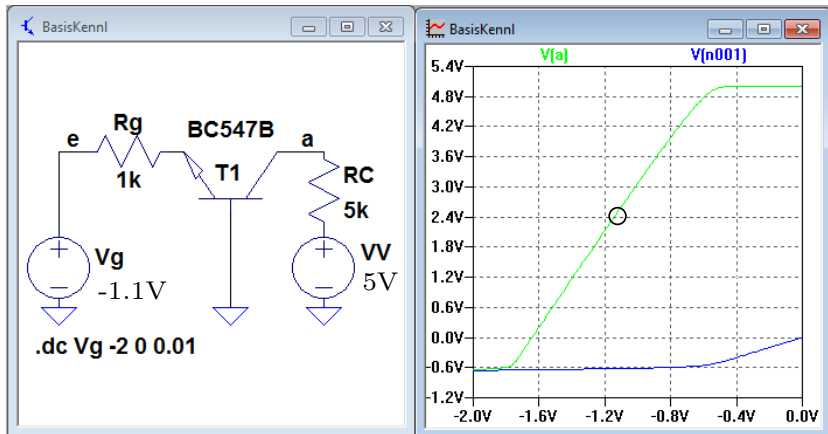 BasisKennl
e
Rg
BC547B
a
1k
T1
RC
5k
Vg
-1.1V
VV
5V
.dc Vg -2 0 0.01
BasisKennl
V(a)
V(n001)
5.4V
4.8V
4.2V
3.6V
3.0V
2.4V
1.8V
1.2V
0.6V
0.0V
-0.6V
-1.2V
-2.0V
-1.6V
-1.2V
-0.8V
-0.4V
0.0V